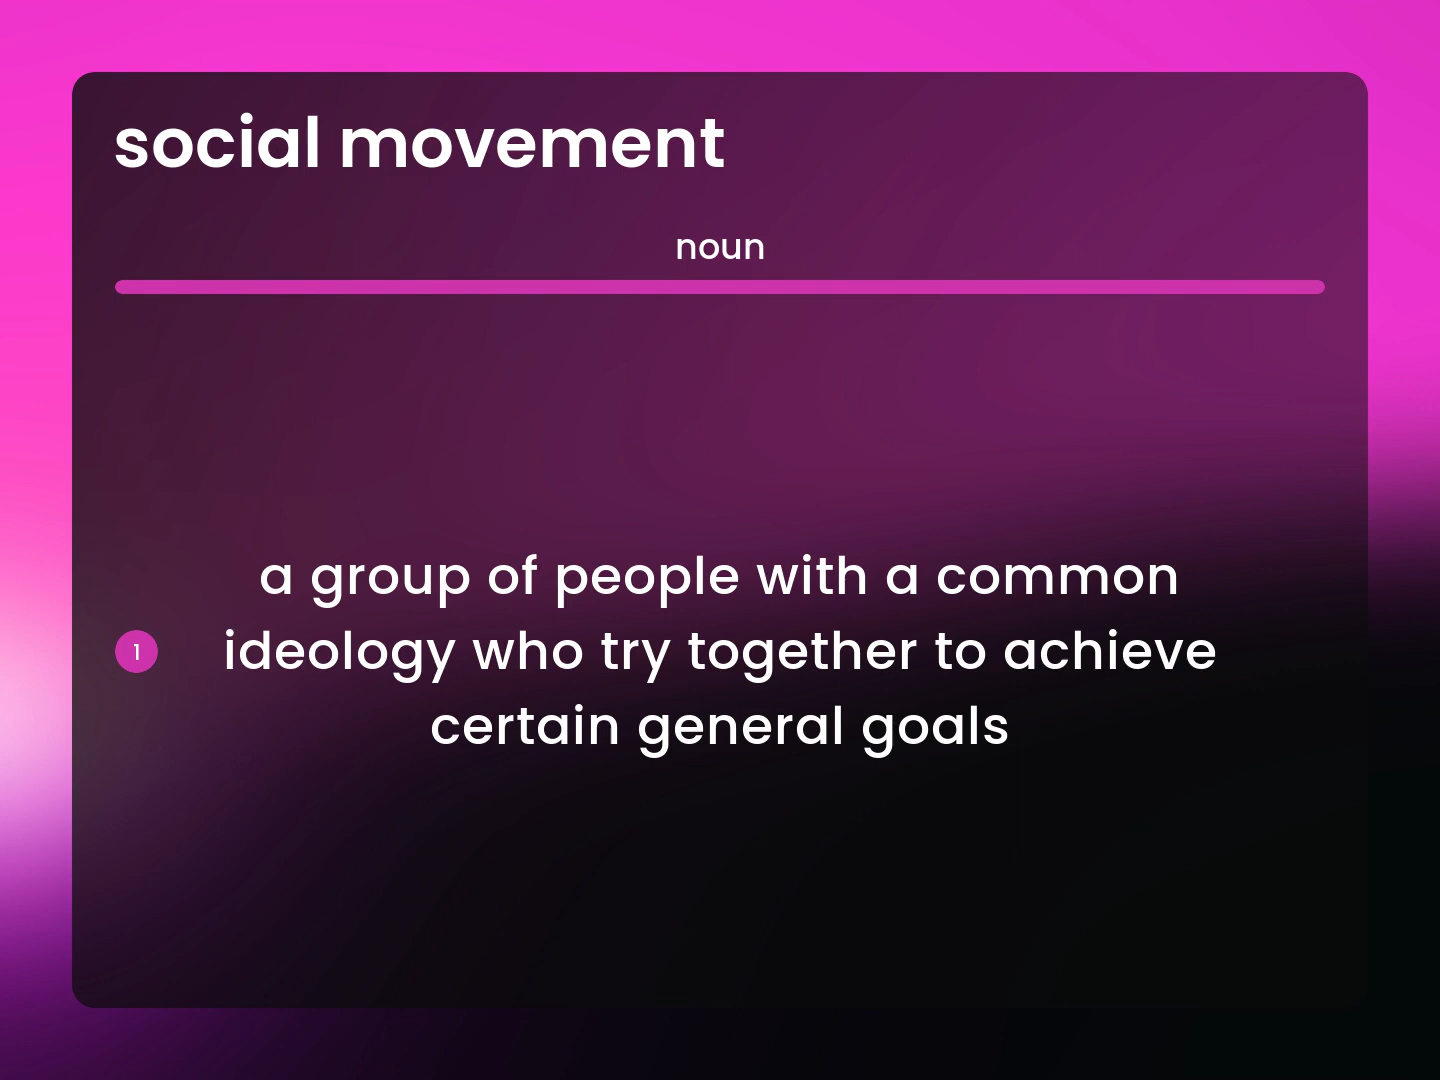 social movement
noun
a group of people with a common
1 ideology who try together to achieve
certain general goals